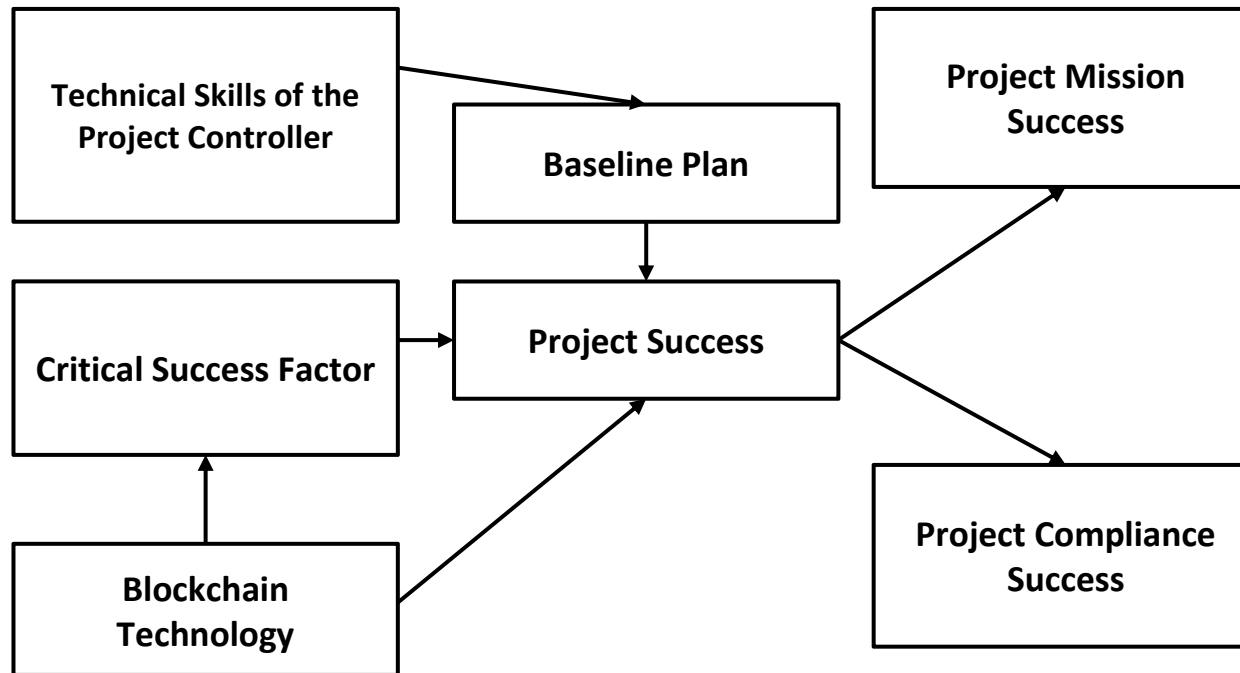 Technical Skills of the
Project Controller
Baseline Plan
Project Mission
Success
Critical Success Factor
Project Success
Blockchain
Technology
Project Compliance
Success